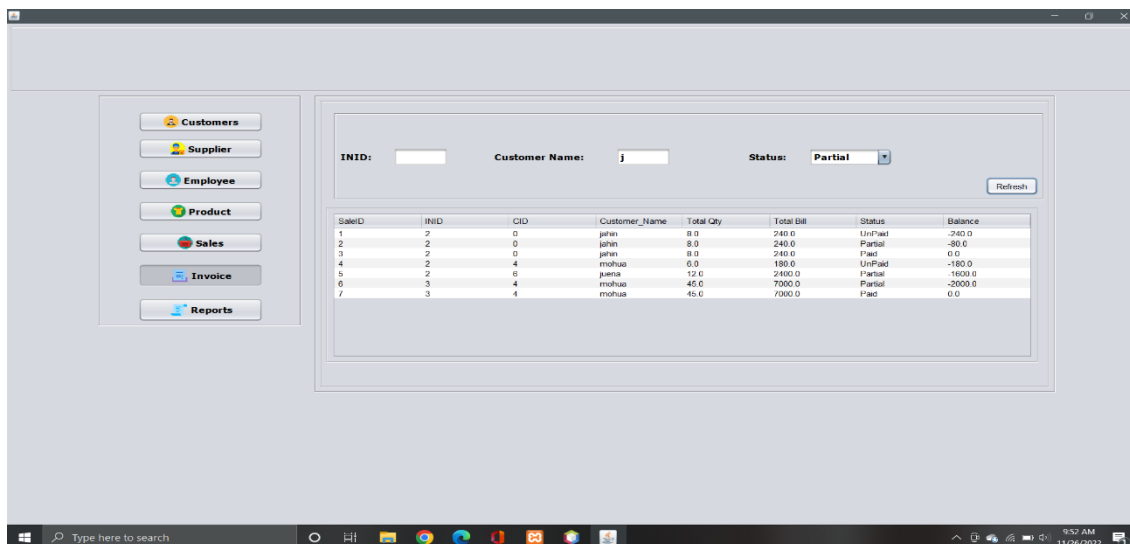 Customers
Supplier
Employee
Product
Sales
Invoice
Reports
INID:
Customer Name: j
Status: Partial
Refresh
SaleID INID CID Customer_Name Total Qty Total Bill Status Balance
1 2 0 jahin 8.0 240.0 UnPaid -240.0
2 2 0 jahin 8.0 240.0 Partial -80.0
3 2 0 jahin 8.0 240.0 Paid 0.0
4 2 4 mohua 6.0 180.0 UnPaid -180.0
5 2 6 juena 12.0 2400.0 Partial -1600.0
6 3 4 mohua 45.0 7000.0 Partial -2000.0
7 3 4 mohua 45.0 7000.0 Paid 0.0
Type here to search
9:52 AM
11/26/2022